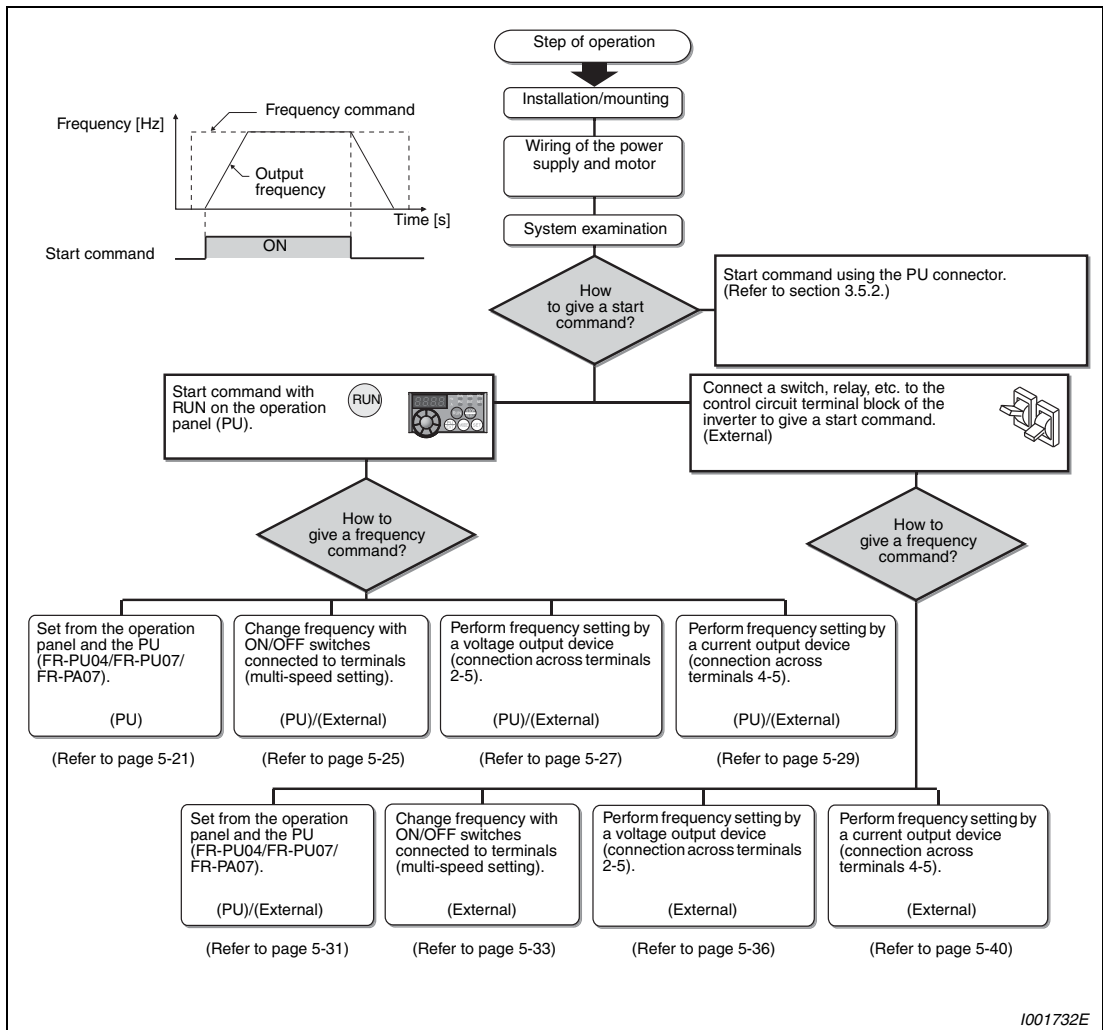 Step of operation
Installation/mounting
Wiring of the power
supply and motor
System examination
Frequency [Hz]
Frequency command
Output
frequency
Time [s]
Start command
ON
How
to give a start
command?
Start command using the PU connector.
(Refer to section 3.5.2.)
Start command with
RUN on the operation
panel (PU).
RUN
Connect a switch, relay, etc. to the
control circuit terminal block of the
inverter to give a start command.
(External)
How to
give a frequency
command?
How to
give a frequency
command?
Set from the operation
panel and the PU
(FR-PU04/FR-PU07/
FR-PA07).
(PU)
(Refer to page 5-21)
Change frequency with
ON/OFF switches
connected to terminals
(multi-speed setting).
(PU)/(External)
(Refer to page 5-25)
Perform frequency setting by
a voltage output device
(connection across terminals
2-5).
(PU)/(External)
(Refer to page 5-27)
Perform frequency setting by
a current output device
(connection across
terminals 4-5).
(PU)/(External)
(Refer to page 5-29)
Set from the operation
panel and the PU
(FR-PU04/FR-PU07/
FR-PA07).
(PU)/(External)
(Refer to page 5-31)
Change frequency with
ON/OFF switches
connected to terminals
(multi-speed setting).
(External)
(Refer to page 5-33)
Perform frequency setting by
a voltage output device
(connection across terminals
2-5).
(External)
(Refer to page 5-36)
Perform frequency setting by
a current output device
(connection across
terminals 4-5).
(External)
(Refer to page 5-40)
I001732E